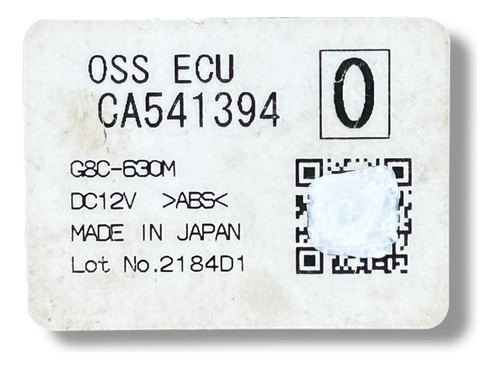 OSS ECU
CA541394
0
G8C-630M
DC12V >ABS<
MADE IN JAPAN
Lot No.2184D1